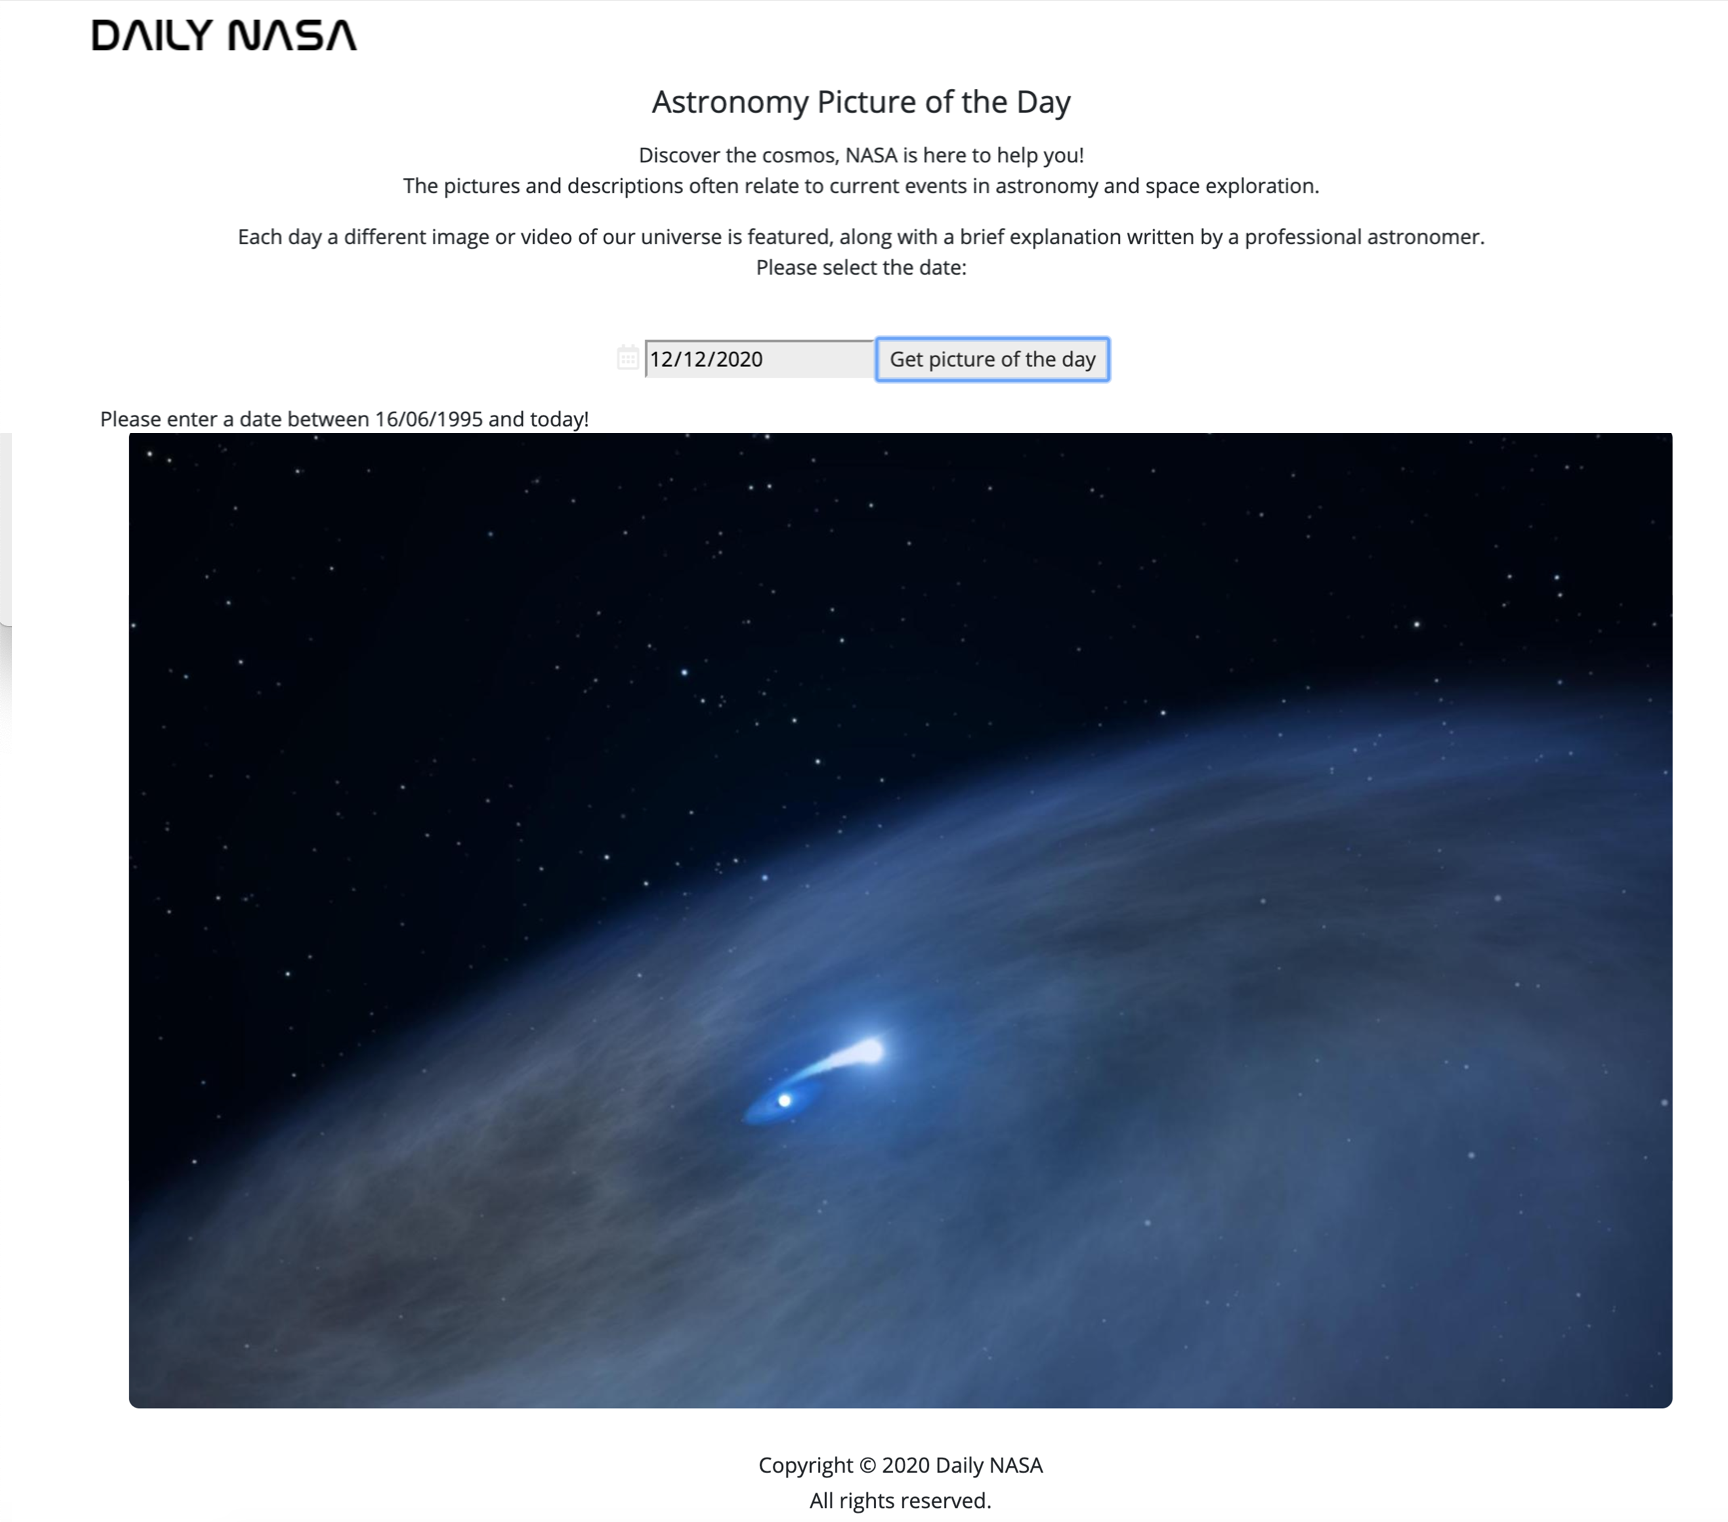 DAILY NASA
Astronomy Picture of the Day
Discover the cosmos, NASA is here to help you!
The pictures and descriptions often relate to current events in astronomy and space exploration.
Each day a different image or video of our universe is featured, along with a brief explanation written by a professional astronomer.
Please select the date:
12/12/2020 Get picture of the day
Please enter a date between 16/06/1995 and today!
Copyright © 2020 Daily NASA
All rights reserved.